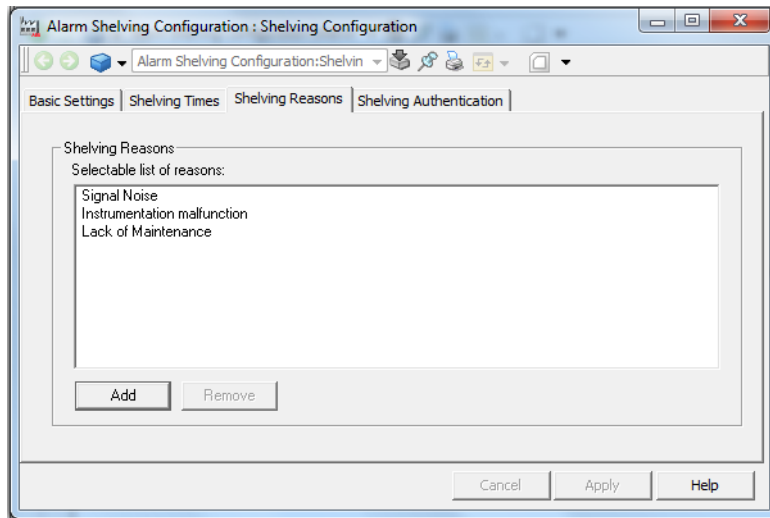 Alarm Shelving Configuration : Shelving Configuration
Alarm Shelving Configuration:Shelvin
Basic Settings
Shelving Times
Shelving Reasons
Shelving Authentication
Shelving Reasons
Selectable list of reasons:
Signal Noise
Instrumentation malfunction
Lack of Maintenance
Add
Remove
Cancel
Apply
Help